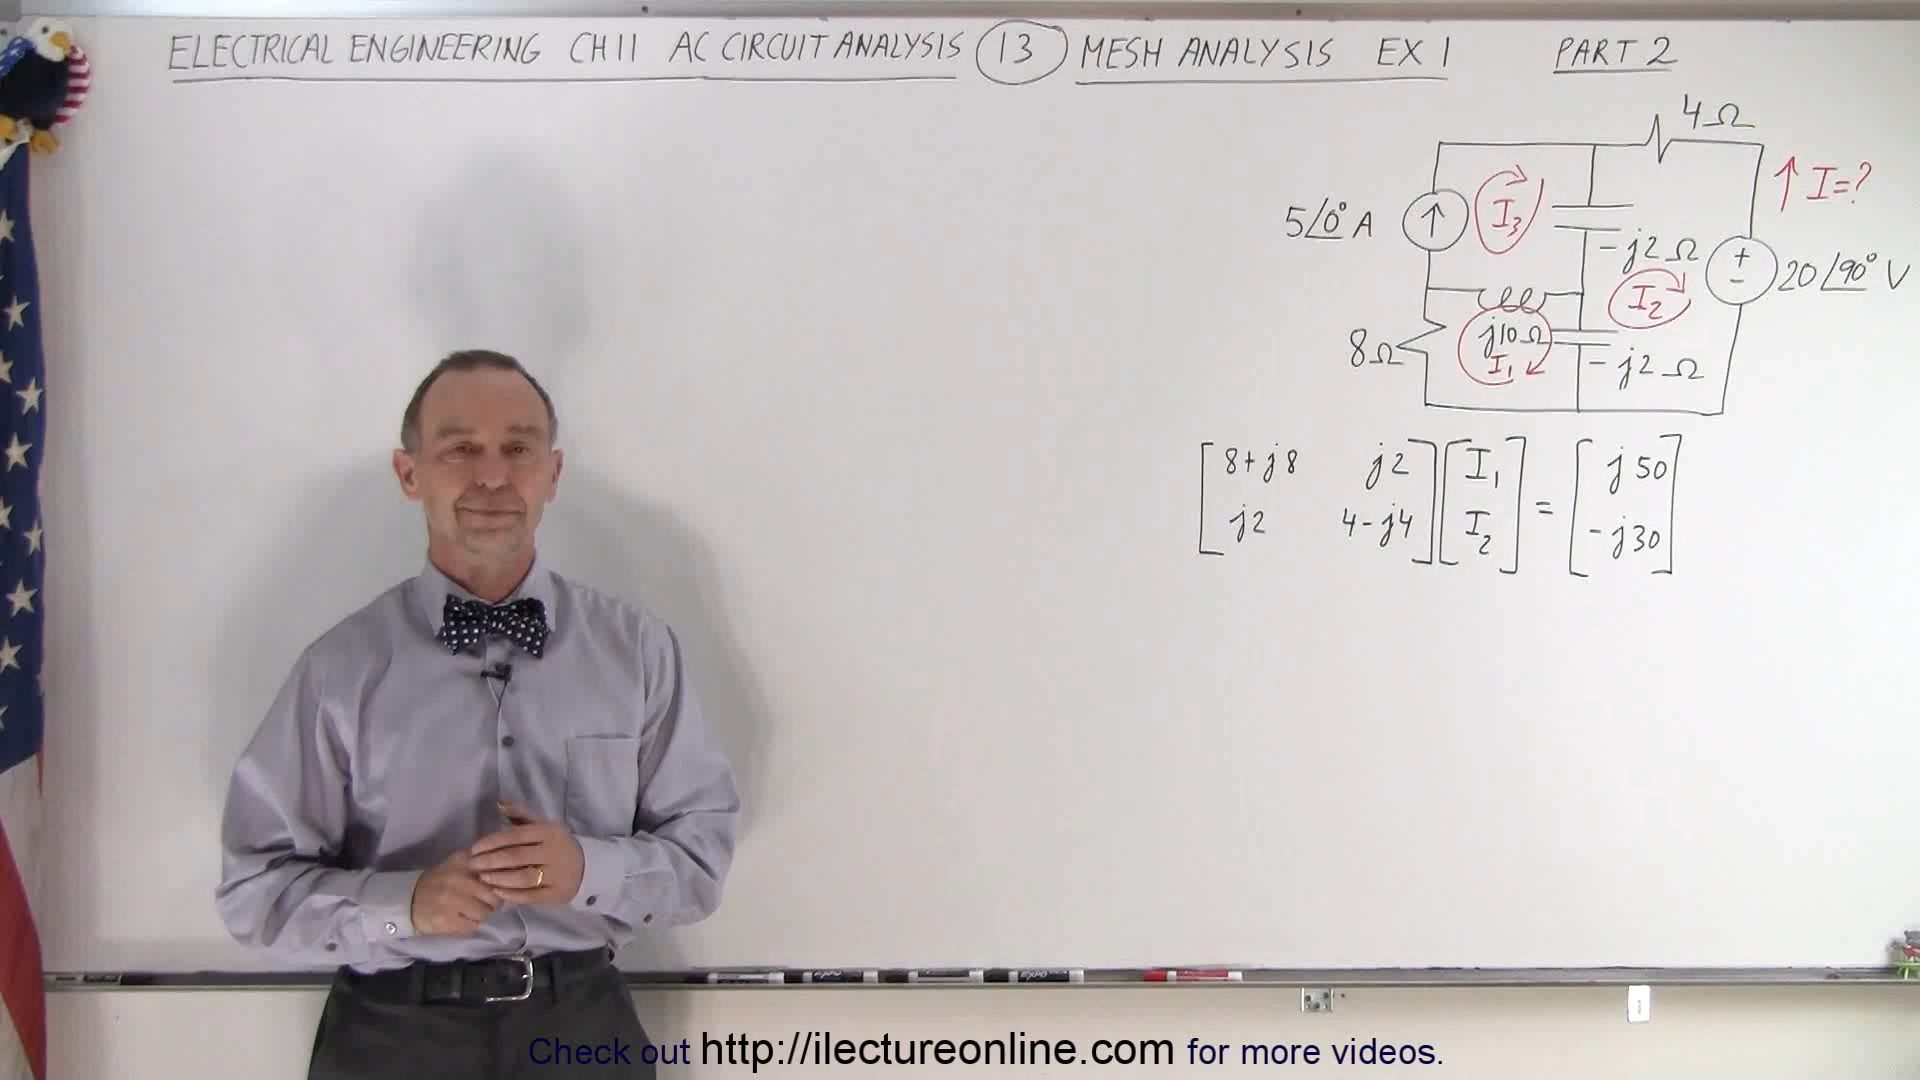 ELECTRICAL ENGINEERING CH 11 AC CIRCUIT ANALYSIS 13 MESH ANALYSIS EX 1 PART 2
4Ω
↑ I=?
5∠0° A
↑
I3
-j2 Ω
+
-
20∠90° V
I2
8Ω
j10 Ω
I1
-j2 Ω
[8+j8 j2] [I1] = [j50]
[j2 4-j4] [I2] [-j30]
Check out http://ilectureonline.com for more videos.